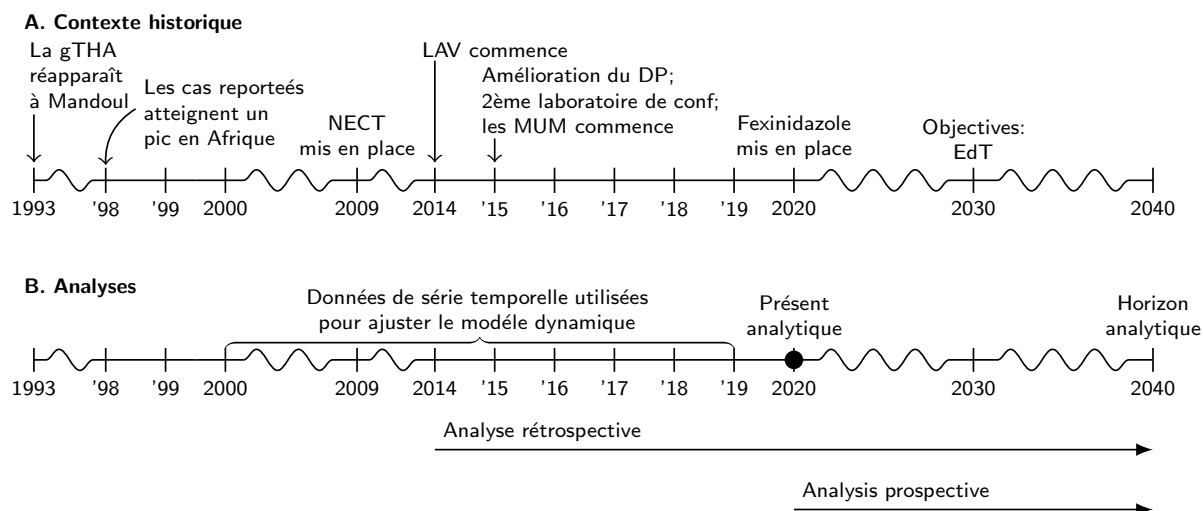 A. Contexte historique
La gTHA
réapparaît
à Mandoul
Les cas reporteés
atteignent un
pic en Afrique
NECT
mis en place
LAV commence
Amélioration du DP;
2ème laboratoire de conf;
les MUM commence
Fexinidazole
mis en place
Objectives:
EdT
1993 '98 '99 2000 2009 2014 '15 '16 '17 '18 '19 2020 2030 2040
B. Analyses
Données de série temporelle utilisées
pour ajuster le modéle dynamique
Présent
analytique
Horizon
analytique
1993 '98 '99 2000 2009 2014 '15 '16 '17 '18 '19 2020 2030 2040
Analyse rétrospective
Analysis prospective